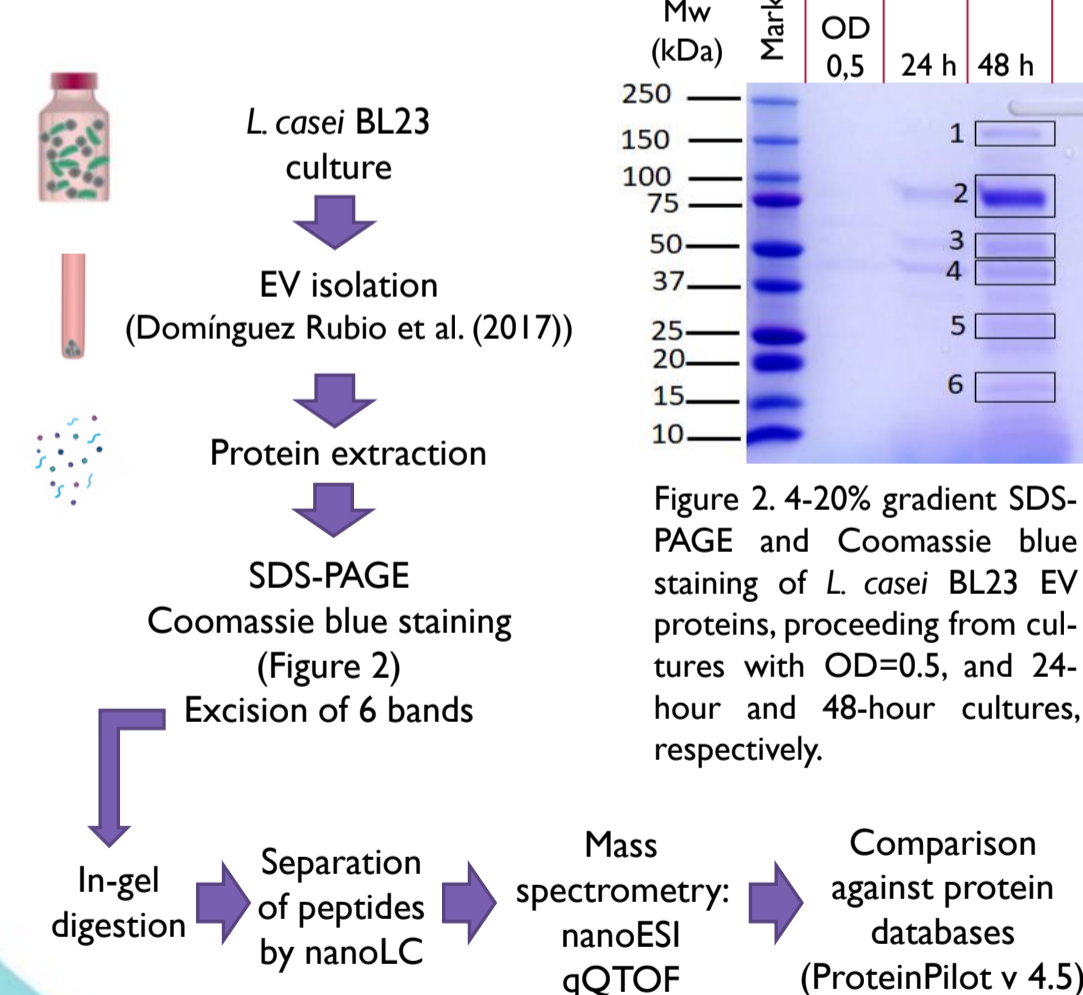 L. casei BL23
culture
EV isolation
(Domínguez Rubio et al. (2017))
Protein extraction
SDS-PAGE
Coomassie blue staining
(Figure 2)
Excision of 6 bands
In-gel
digestion
Separation
of peptides
by nanoLC
Mass
spectrometry:
nanoESI
qQTOF
Comparison
against protein
databases
(ProteinPilot v 4.5)
Mw
(kDa)
OD
0,5
24 h
48 h
250
150
100
75
50
37
25
20
15
10
1
2
3
4
5
6
Figure 2. 4-20% gradient SDS-
PAGE and Coomassie blue
staining of L. casei BL23 EV
proteins, proceeding from cul-
tures with OD=0.5, and 24-
hour and 48-hour cultures,
respectively.